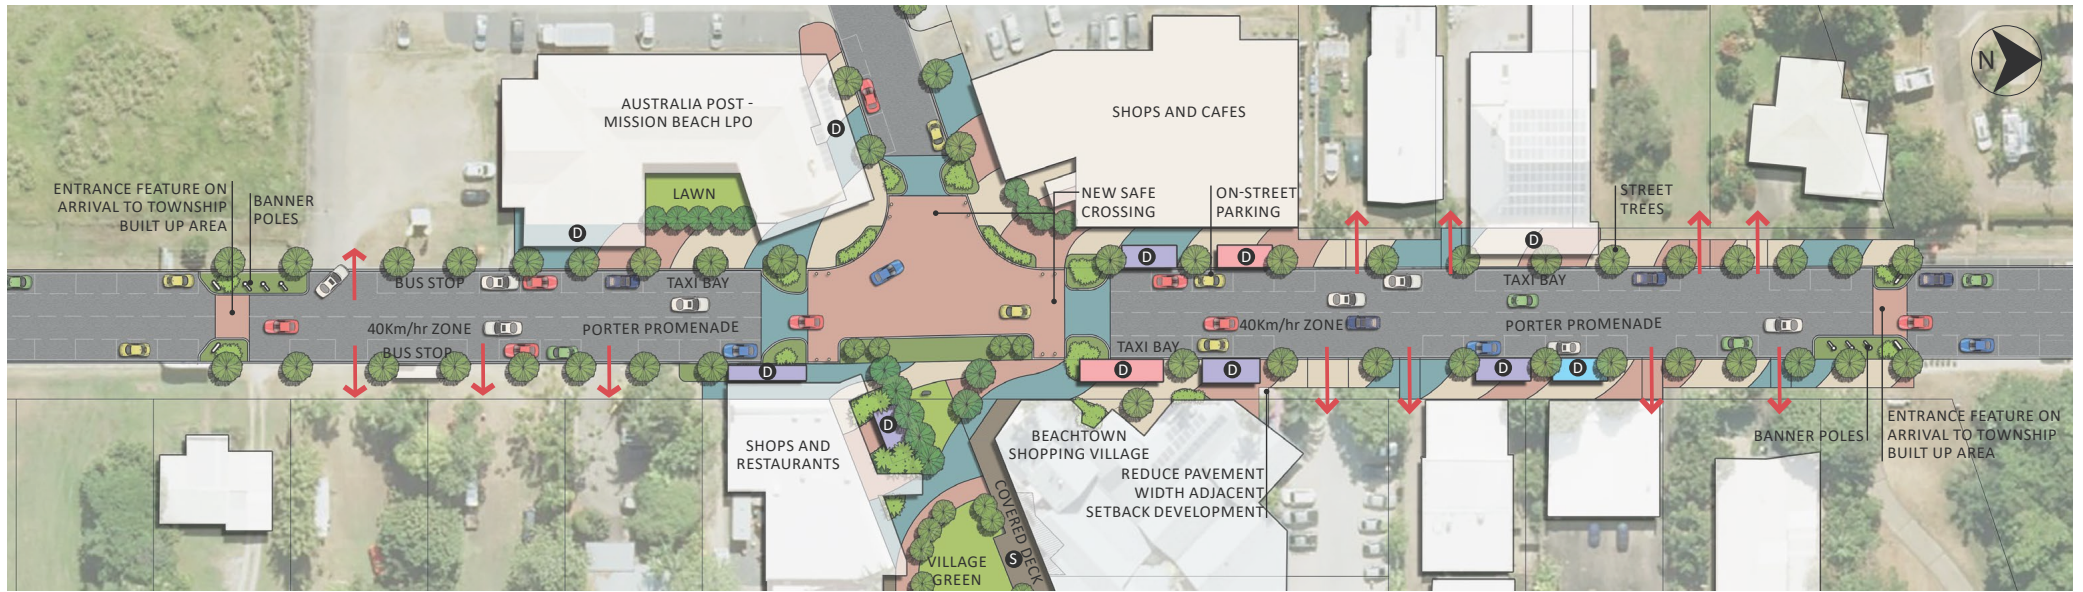 N
AUSTRALIA POST -
MISSION BEACH LPO
SHOPS AND CAFES
D
ENTRANCE FEATURE ON
ARRIVAL TO TOWNSHIP
BUILT UP AREA
BANNER
POLES
LAWN
NEW SAFE
CROSSING
ON-STREET
PARKING
STREET
TREES
D
D
D
D
BUS STOP
TAXI BAY
TAXI BAY
40Km/hr ZONE
PORTER PROMENADE
40Km/hr ZONE
PORTER PROMENADE
BUS STOP
TAXI BAY
D
D
D
D
D
D
SHOPS AND
RESTAURANTS
BEACHTOWN
SHOPPING VILLAGE
REDUCE PAVEMENT
WIDTH ADJACENT
SETBACK DEVELOPMENT
BANNER POLES
ENTRANCE FEATURE ON
ARRIVAL TO TOWNSHIP
BUILT UP AREA
COVERED DECK
S
VILLAGE
GREEN